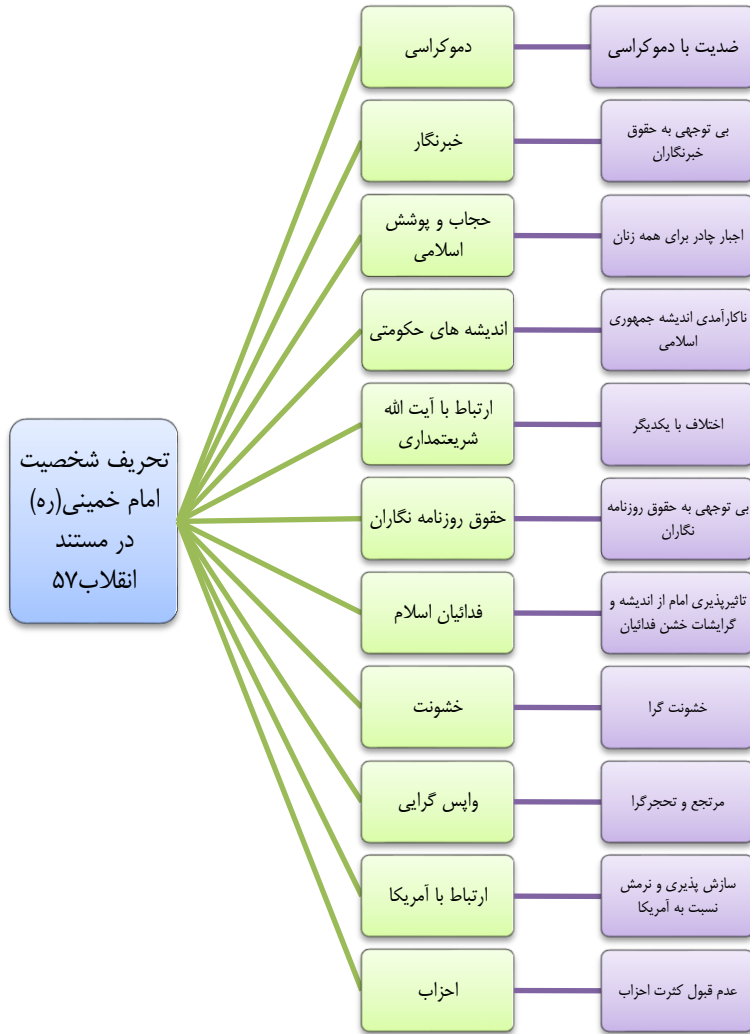 تحریف شخصیت
امام خمینی(ره)
در مستند
انقلاب۵۷
دموکراسی
ضدیت با دموکراسی
خبرنگار
بی توجهی به حقوق
خبرنگاران
حجاب و پوشش
اسلامی
اجبار چادر برای همه زنان
اندیشه های حکومتی
ناکارآمدی اندیشه جمهوری
اسلامی
ارتباط با آیت الله
شریعتمداری
اختلاف با یکدیگر
حقوق روزنامه نگاران
بی توجهی به حقوق روزنامه
نگاران
فدائیان اسلام
تاثیرپذیری امام از اندیشه و
گرایشات خشن فدائیان
خشونت
خشونت گرا
واپس گرایی
مرتجع و تحجرگرا
ارتباط با آمریکا
سازش پذیری و نرمش
نسبت به آمریکا
احزاب
عدم قبول کثرت احزاب